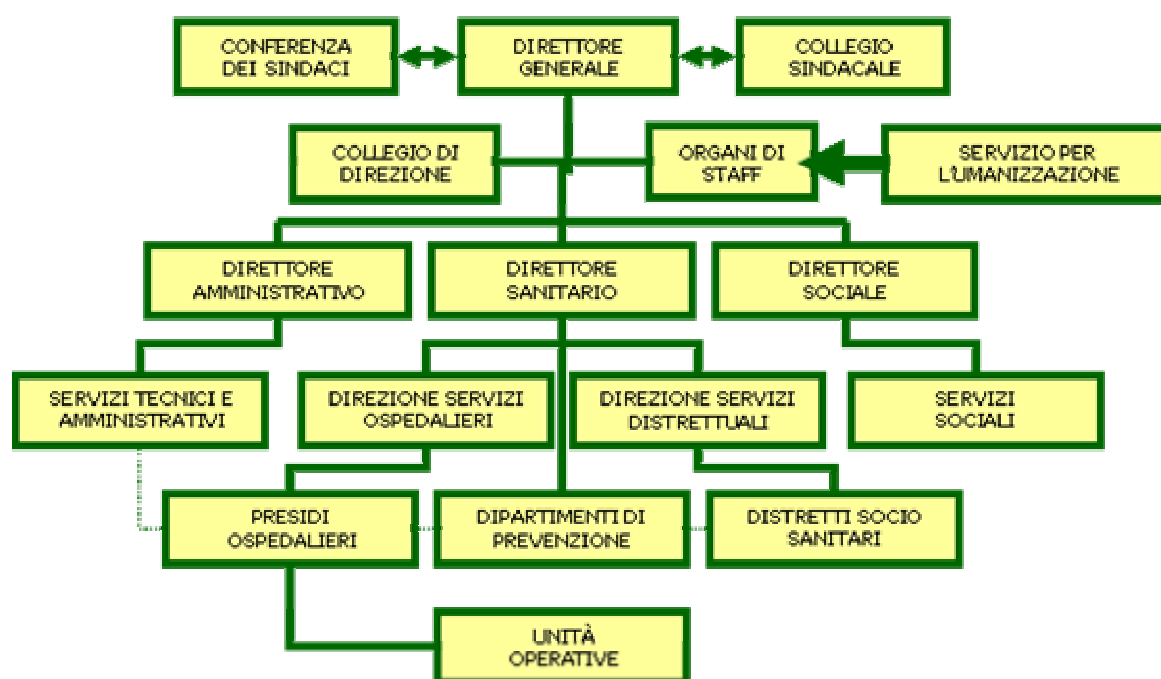 CONFERENZA
DEI SINDACI
DIRETTORE
GENERALE
COLLEGIO
SINDACALE
COLLEGIO DI
DIREZIONE
ORGANI DI
STAFF
SERVIZIO PER
L'UMANIZZAZIONE
DIRETTORE
AMMINISTRATIVO
DIRETTORE
SANITARIO
DIRETTORE
SOCIALE
SERVIZI TECNICI E
AMMINISTRATIVI
DIREZIONE SERVIZI
OSPEDALIERI
DIREZIONE SERVIZI
DISTRETTUALI
SERVIZI
SOCIALI
PRESIDI
OSPEDALIERI
DIPARTIMENTI DI
PREVENZIONE
DISTRETTI SOCIO
SANITARI
UNITÀ
OPERATIVE